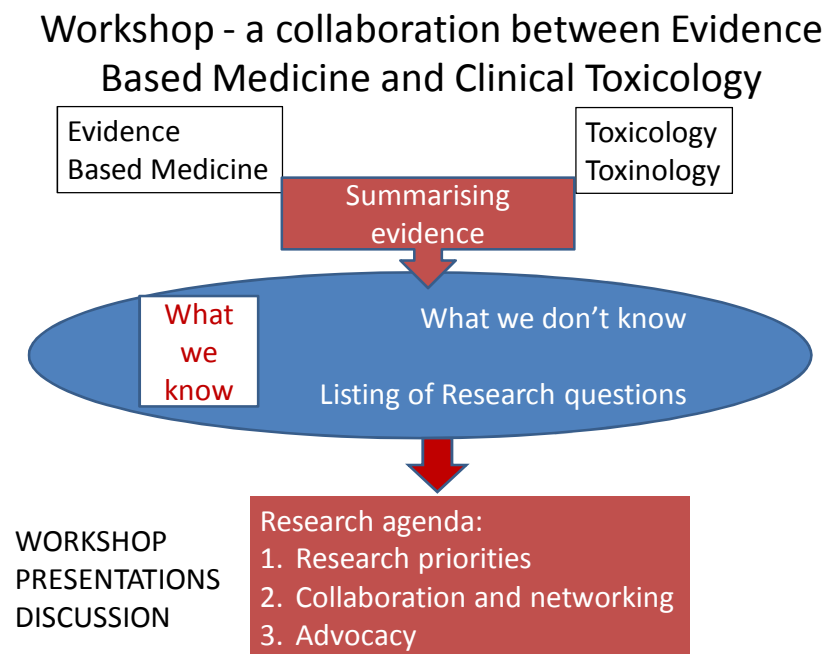 Workshop - a collaboration between Evidence
Based Medicine and Clinical Toxicology
Evidence
Based Medicine
Toxicology
Toxinology
Summarising
evidence
What
we
know
What we don’t know
Listing of Research questions
WORKSHOP
PRESENTATIONS
DISCUSSION
Research agenda:
1. Research priorities
2. Collaboration and networking
3. Advocacy